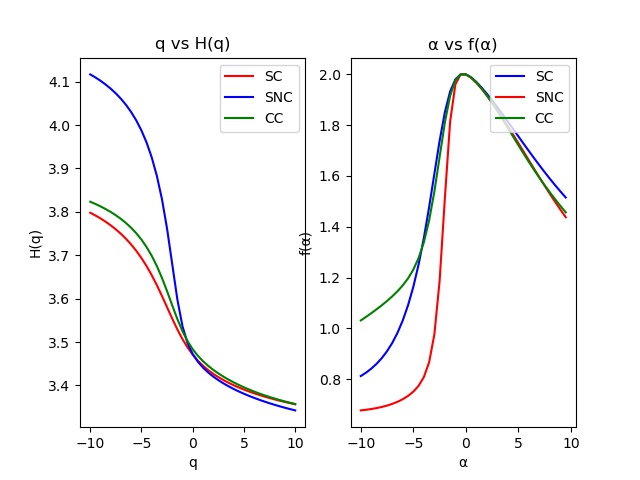 q vs H(q)
SC
SNC
CC
4.1
4.0
3.9
3.8
3.7
3.6
3.5
3.4
H(q)
−10 −5 0 5 10
q
α vs f(α)
SC
SNC
CC
2.0
1.8
1.6
1.4
1.2
1.0
0.8
f(α)
−10 −5 0 5 10
α